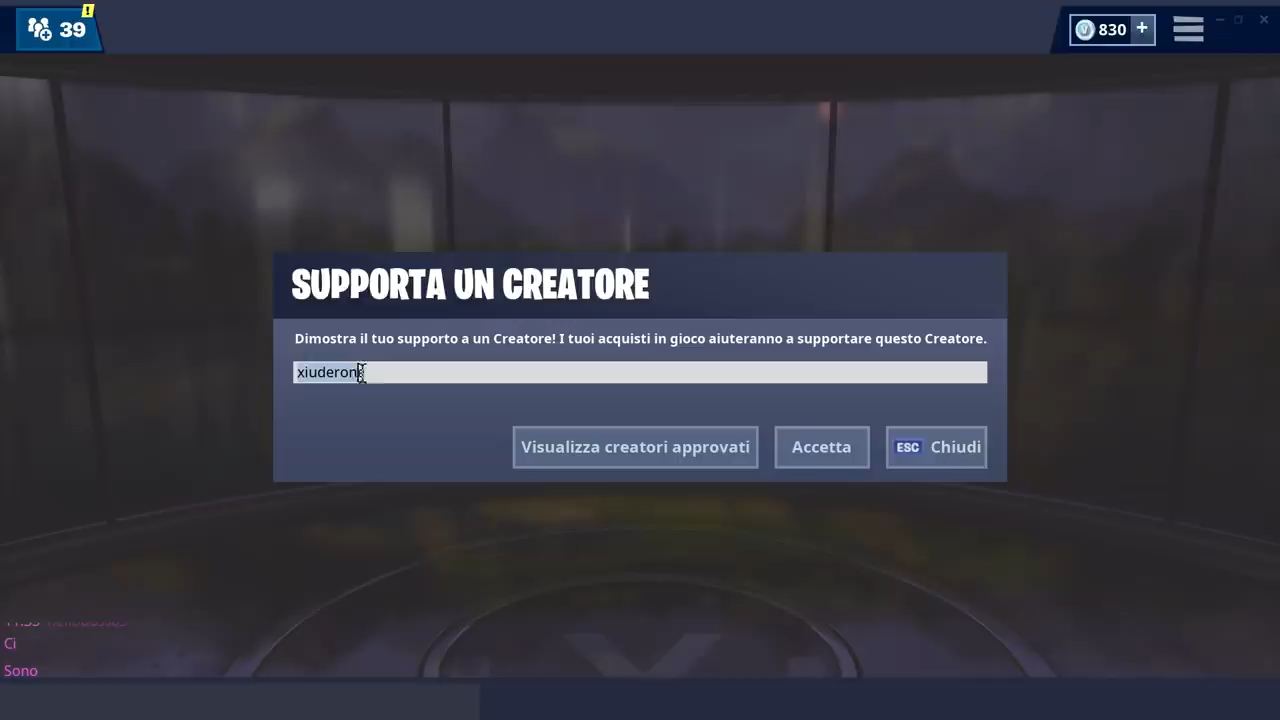 !
39
830 +
SUPPORTA UN CREATORE
Dimostra il tuo supporto a un Creatore! I tuoi acquisti in gioco aiuteranno a supportare questo Creatore.
xiuderon
Visualizza creatori approvati
Accetta
ESC Chiudi
Ci
Sono